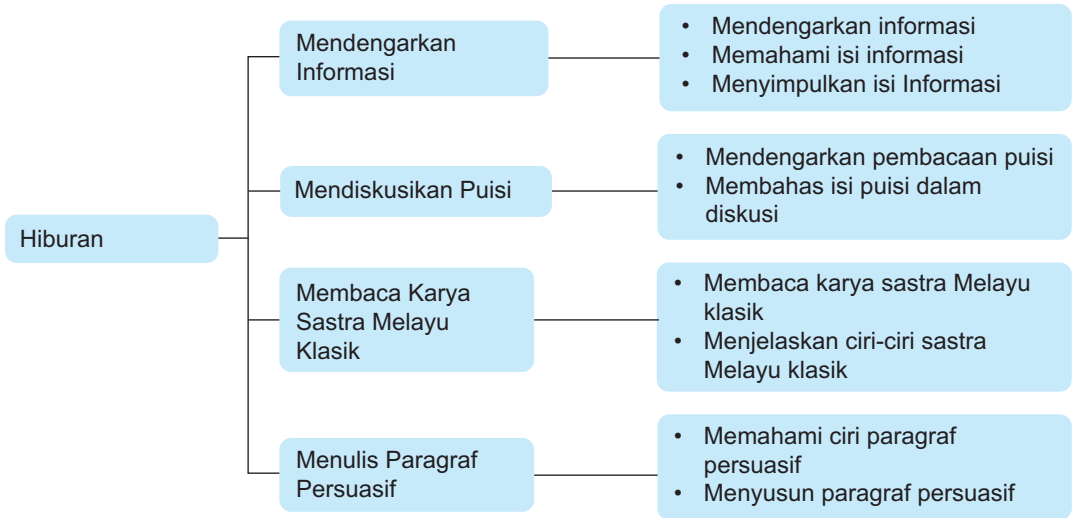 Hiburan
Mendengarkan
Informasi
• Mendengarkan informasi
• Memahami isi informasi
• Menyimpulkan isi Informasi
Mendiskusikan Puisi
• Mendengarkan pembacaan puisi
• Membahas isi puisi dalam
diskusi
Membaca Karya
Sastra Melayu
Klasik
• Membaca karya sastra Melayu
klasik
• Menjelaskan ciri-ciri sastra
Melayu klasik
Menulis Paragraf
Persuasif
• Memahami ciri paragraf
persuasif
• Menyusun paragraf persuasif